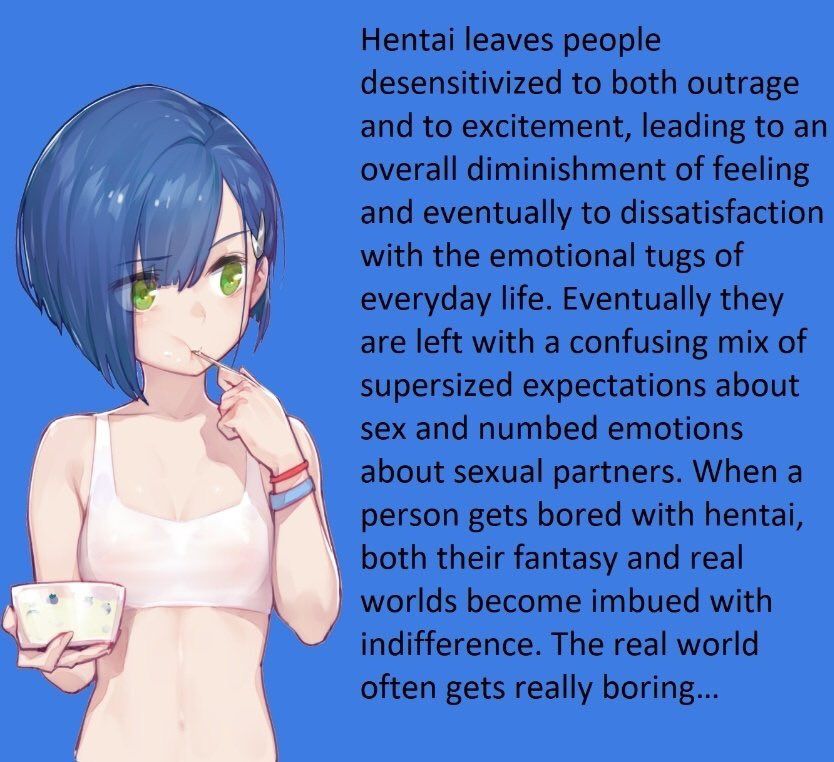 Hentai leaves people
desensitivized to both outrage
and to excitement, leading to an
overall diminishment of feeling
and eventually to dissatisfaction
with the emotional tugs of
everyday life. Eventually they
are left with a confusing mix of
supersized expectations about
sex and numbed emotions
about sexual partners. When a
person gets bored with hentai,
both their fantasy and real
worlds become imbued with
indifference. The real world
often gets really boring...